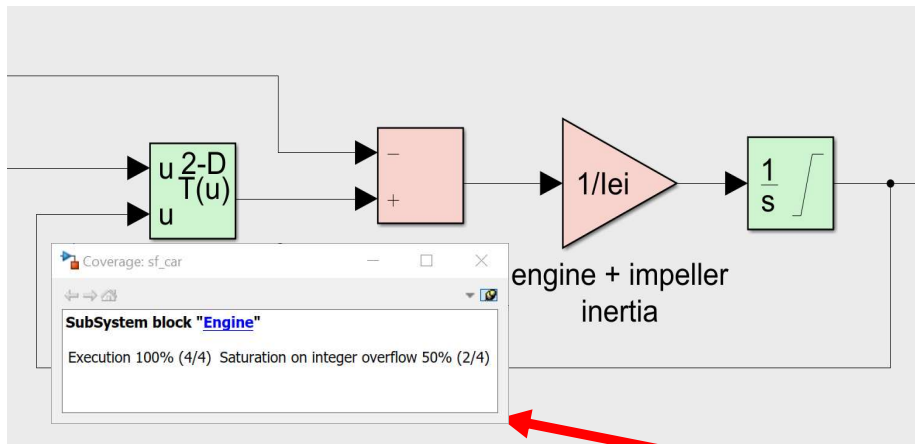 u 2-D
T(u)
u
−
+
1/Iei
1
s
engine + impeller
inertia
Coverage: sf_car
SubSystem block "Engine"
Execution 100% (4/4) Saturation on integer overflow 50% (2/4)